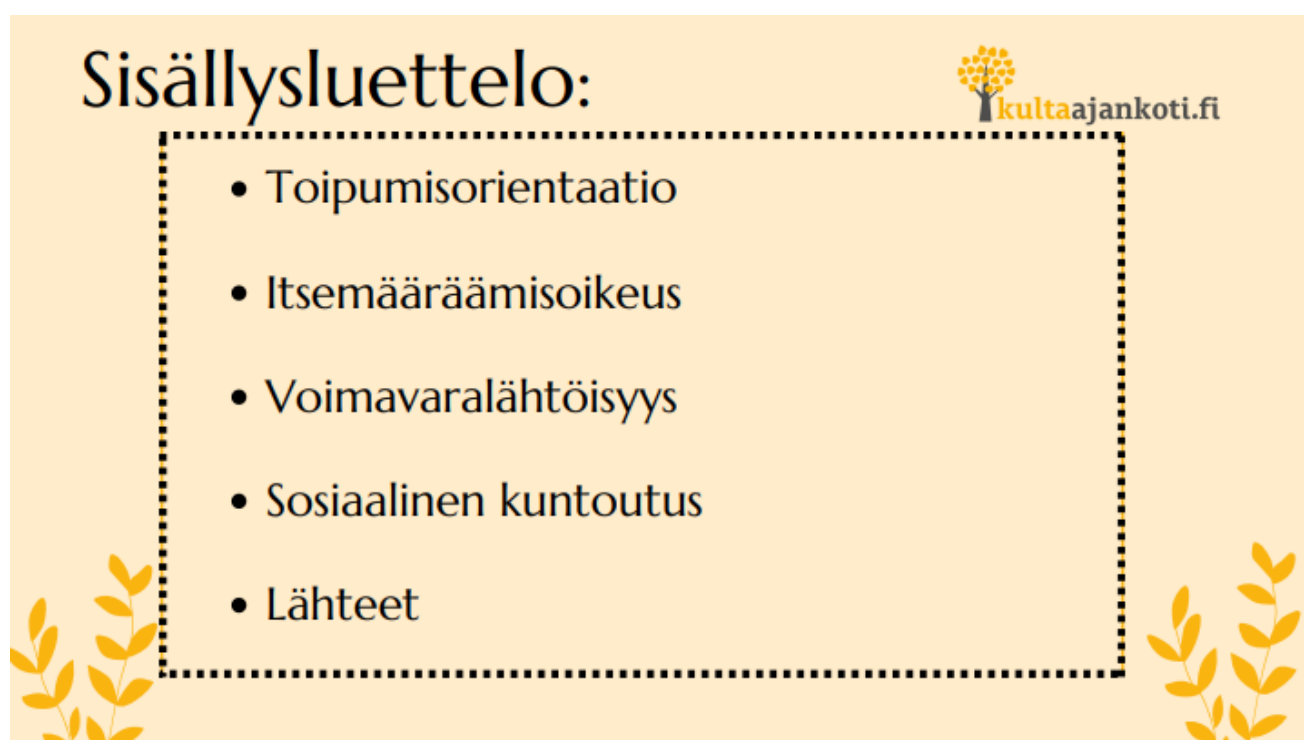 Sisällysluettelo:
kultaajankoti.fi
• Toipumisorientaatio
• Itsemääräämisoikeus
• Voimavaralähtöisyys
• Sosiaalinen kuntoutus
• Lähteet